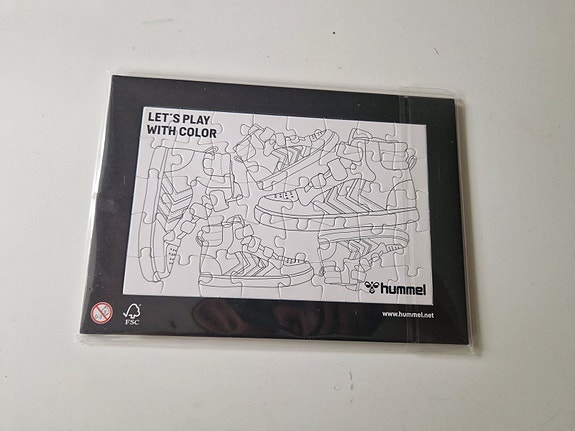 LET'S PLAY
WITH COLOR
hummel
FSC
www.hummel.net